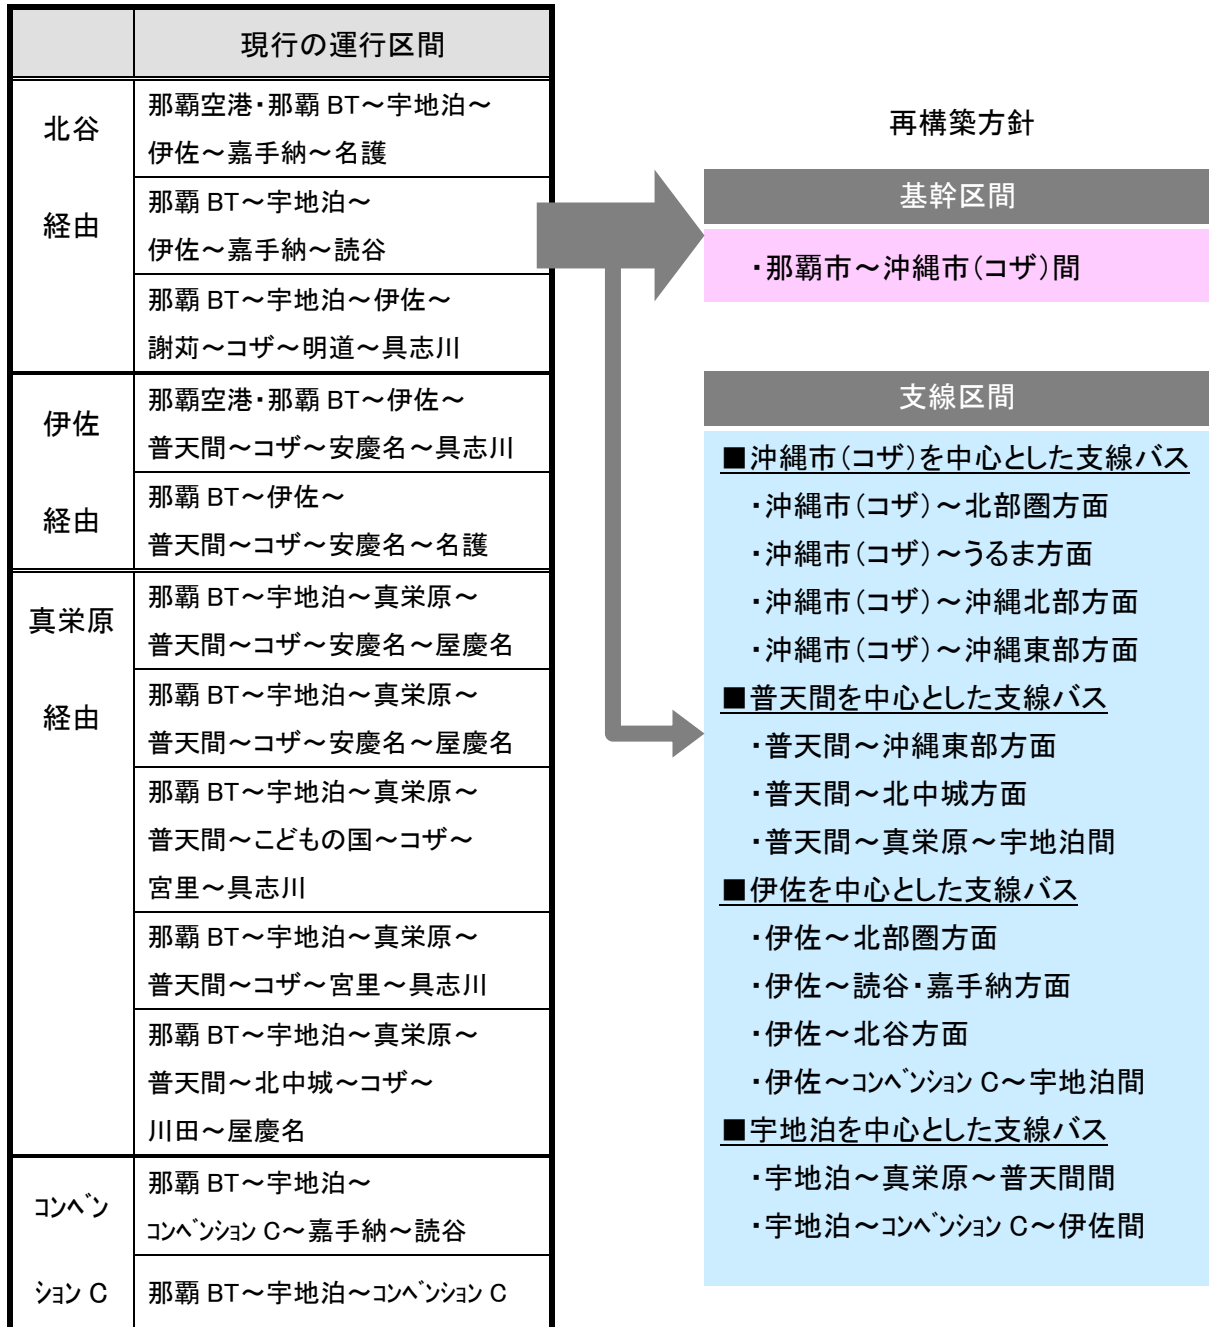 現行の運行区間
北谷
経由
那覇空港・那覇 BT～宇地泊～
伊佐～嘉手納～名護
那覇 BT～宇地泊～
伊佐～嘉手納～読谷
那覇 BT～宇地泊～伊佐～
謝苅～コザ～明道～具志川
伊佐
経由
那覇空港・那覇 BT～伊佐～
普天間～コザ～安慶名～具志川
那覇 BT～伊佐～
普天間～コザ～安慶名～名護
真栄原
経由
那覇 BT～宇地泊～真栄原～
普天間～コザ～安慶名～屋慶名
那覇 BT～宇地泊～真栄原～
普天間～コザ～安慶名～屋慶名
那覇 BT～宇地泊～真栄原～
普天間～こどもの国～コザ～
宮里～具志川
那覇 BT～宇地泊～真栄原～
普天間～コザ～宮里～具志川
那覇 BT～宇地泊～真栄原～
普天間～北中城～コザ～
川田～屋慶名
ｺﾝﾍﾞﾝ
ｼｮﾝ C
那覇 BT～宇地泊～
ｺﾝﾍﾞﾝｼｮﾝ C～嘉手納～読谷
那覇 BT～宇地泊～ｺﾝﾍﾞﾝｼｮﾝ C
再構築方針
基幹区間
・那覇市～沖縄市（コザ）間
支線区間
■沖縄市（コザ）を中心とした支線バス
・沖縄市（コザ）～北部圏方面
・沖縄市（コザ）～うるま方面
・沖縄市（コザ）～沖縄北部方面
・沖縄市（コザ）～沖縄東部方面
■普天間を中心とした支線バス
・普天間～沖縄東部方面
・普天間～北中城方面
・普天間～真栄原～宇地泊間
■伊佐を中心とした支線バス
・伊佐～北部圏方面
・伊佐～読谷・嘉手納方面
・伊佐～北谷方面
・伊佐～ｺﾝﾍﾞﾝｼｮﾝ C～宇地泊間
■宇地泊を中心とした支線バス
・宇地泊～真栄原～普天間間
・宇地泊～ｺﾝﾍﾞﾝｼｮﾝ C～伊佐間